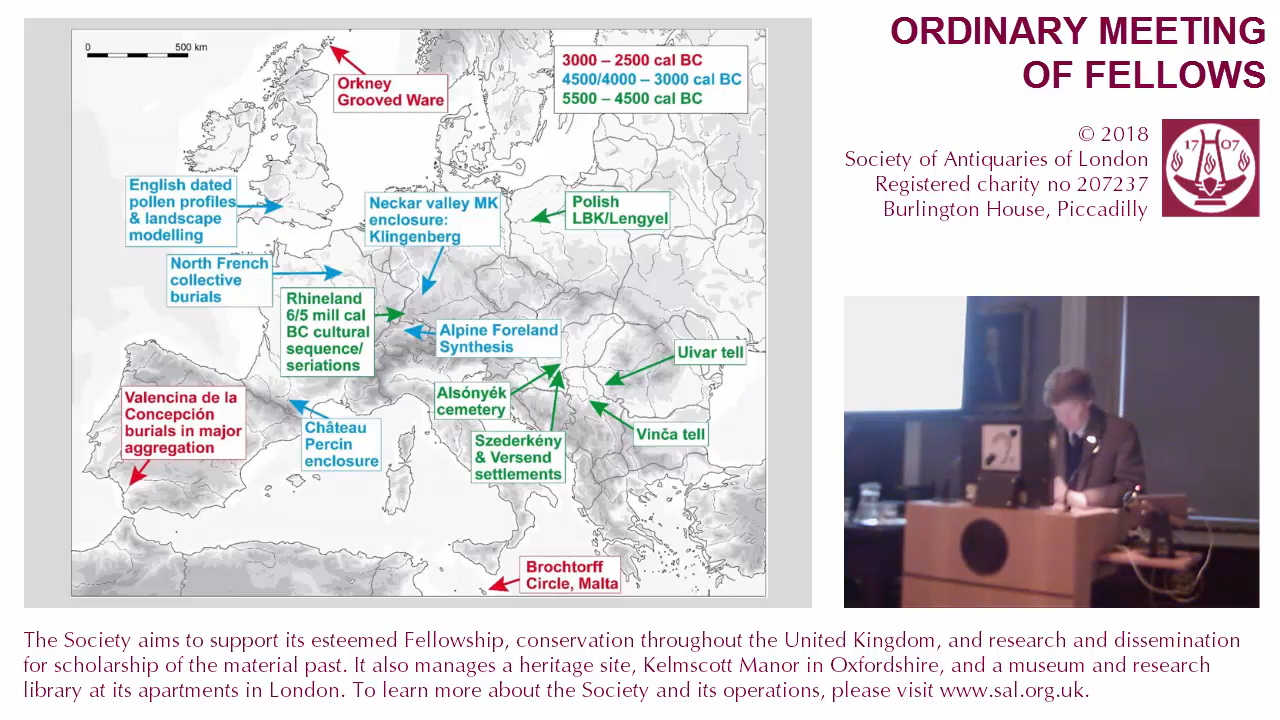 ORDINARY MEETING
OF FELLOWS
© 2018
Society of Antiquaries of London
Registered charity no 207237
Burlington House, Piccadilly
17 07
0 500 km
3000 – 2500 cal BC
4500/4000 – 3000 cal BC
5500 – 4500 cal BC
Orkney
Grooved Ware
English dated
pollen profiles
& landscape
modelling
Neckar valley MK
enclosure:
Klingenberg
Polish
LBK/Lengyel
North French
collective
burials
Rhineland
6/5 mill cal
BC cultural
sequence/
seriations
Alpine Foreland
Synthesis
Uivar tell
Valencina de la
Concepción
burials in major
aggregation
Alsónyék
cemetery
Château
Percin
enclosure
Szederkény
& Versend
settlements
Vinča tell
Brochtorff
Circle, Malta
The Society aims to support its esteemed Fellowship, conservation throughout the United Kingdom, and research and dissemination
for scholarship of the material past. It also manages a heritage site, Kelmscott Manor in Oxfordshire, and a museum and research
library at its apartments in London. To learn more about the Society and its operations, please visit www.sal.org.uk.